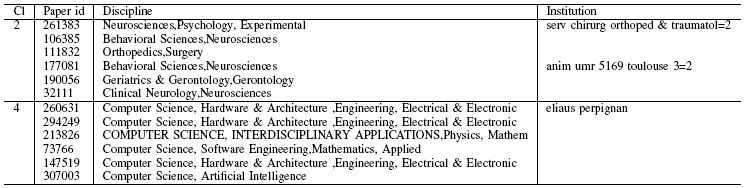 Cl Paper id Discipline Institution
2 261383 Neurosciences,Psychology, Experimental serv chirurg orthoped & traumatol=2
106385 Behavioral Sciences,Neurosciences
111832 Orthopedics,Surgery
177081 Behavioral Sciences,Neurosciences anim umr 5169 toulouse 3=2
190056 Geriatrics & Gerontology,Gerontology
32111 Clinical Neurology,Neurosciences
4 260631 Computer Science, Hardware & Architecture ,Engineering, Electrical & Electronic eliaus perpignan
294249 Computer Science, Hardware & Architecture ,Engineering, Electrical & Electronic
213826 COMPUTER SCIENCE, INTERDISCIPLINARY APPLICATIONS,Physics, Mathem
73766 Computer Science, Software Engineering,Mathematics, Applied
147519 Computer Science, Hardware & Architecture ,Engineering, Electrical & Electronic
307003 Computer Science, Artificial Intelligence